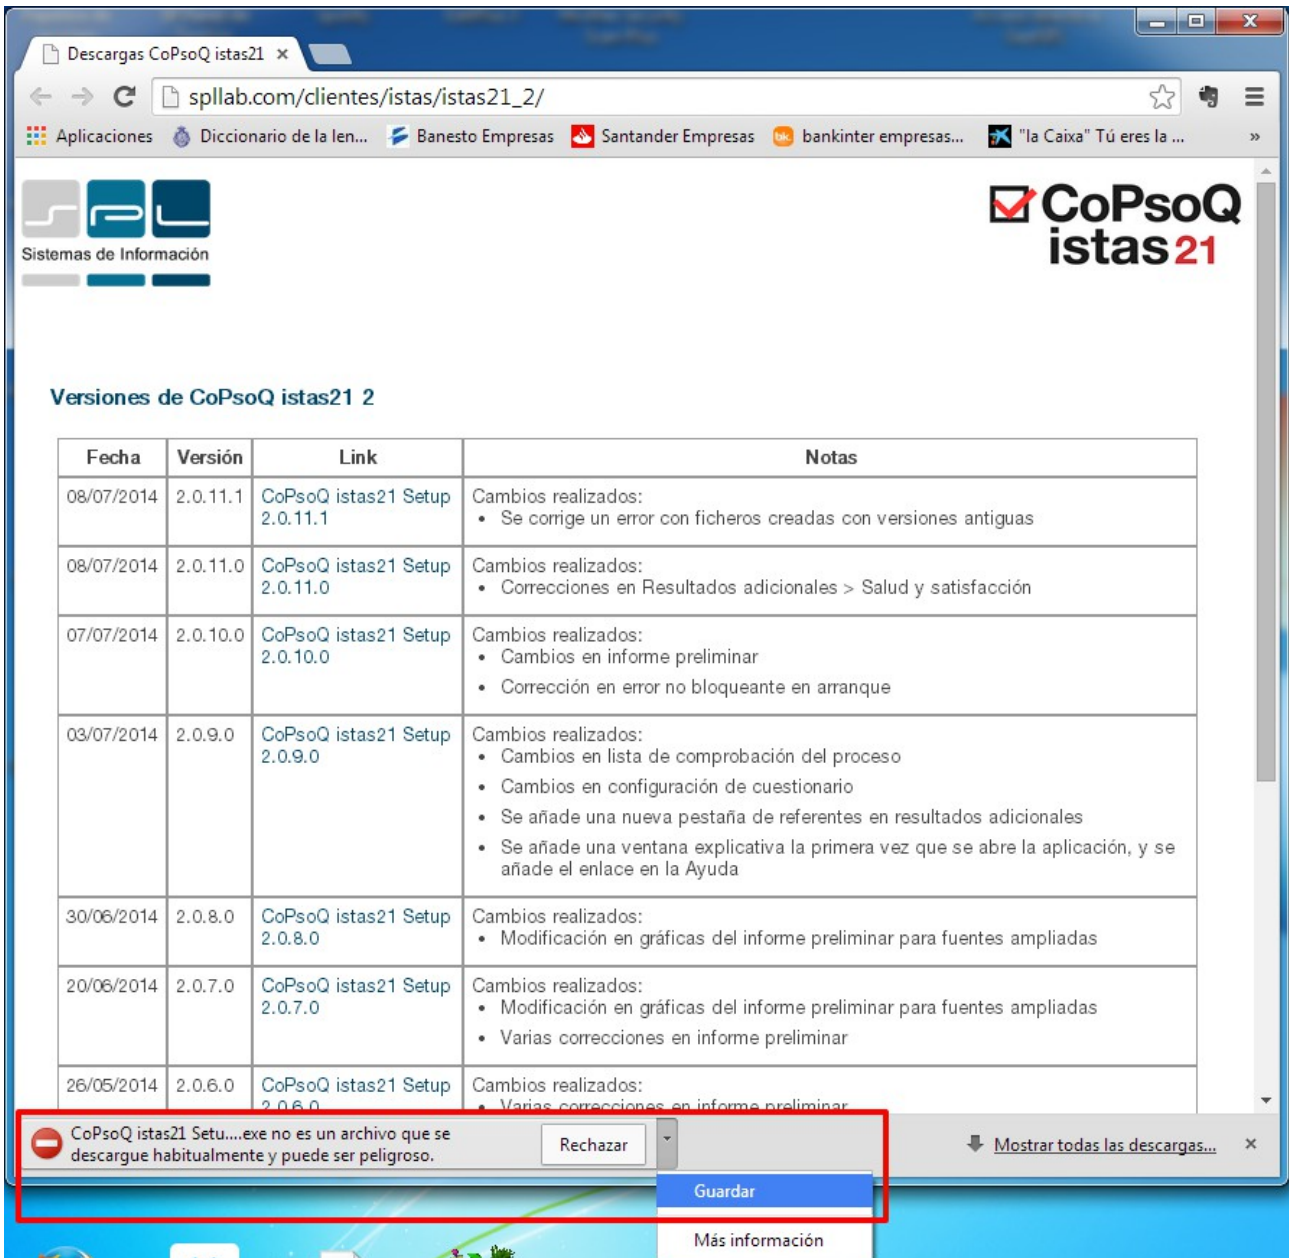 Descargas CoPsoQ istas21
spllab.com/clientes/istas/istas21_2/
Aplicaciones Diccionario de la len... Banesto Empresas Santander Empresas bankinter empresas... "la Caixa" Tú eres la ... »
SPL
Sistemas de Información
CoPsoQ
istas21
Versiones de CoPsoQ istas21 2
Fecha Versión Link Notas
08/07/2014 2.0.11.1 CoPsoQ istas21 Setup Cambios realizados:
2.0.11.1 • Se corrige un error con ficheros creadas con versiones antiguas
08/07/2014 2.0.11.0 CoPsoQ istas21 Setup Cambios realizados:
2.0.11.0 • Correcciones en Resultados adicionales > Salud y satisfacción
07/07/2014 2.0.10.0 CoPsoQ istas21 Setup Cambios realizados:
2.0.10.0 • Cambios en informe preliminar
• Corrección en error no bloqueante en arranque
03/07/2014 2.0.9.0 CoPsoQ istas21 Setup Cambios realizados:
2.0.9.0 • Cambios en lista de comprobación del proceso
• Cambios en configuración de cuestionario
• Se añade una nueva pestaña de referentes en resultados adicionales
• Se añade una ventana explicativa la primera vez que se abre la aplicación, y se
añade el enlace en la Ayuda
30/06/2014 2.0.8.0 CoPsoQ istas21 Setup Cambios realizados:
2.0.8.0 • Modificación en gráficas del informe preliminar para fuentes ampliadas
20/06/2014 2.0.7.0 CoPsoQ istas21 Setup Cambios realizados:
2.0.7.0 • Modificación en gráficas del informe preliminar para fuentes ampliadas
• Varias correcciones en informe preliminar
26/05/2014 2.0.6.0 CoPsoQ istas21 Setup Cambios realizados:
2.0.6.0 • Varias correcciones en informe preliminar
CoPsoQ istas21 Setu....exe no es un archivo que se
descargue habitualmente y puede ser peligroso.
Rechazar
Mostrar todas las descargas...
Guardar
Más información